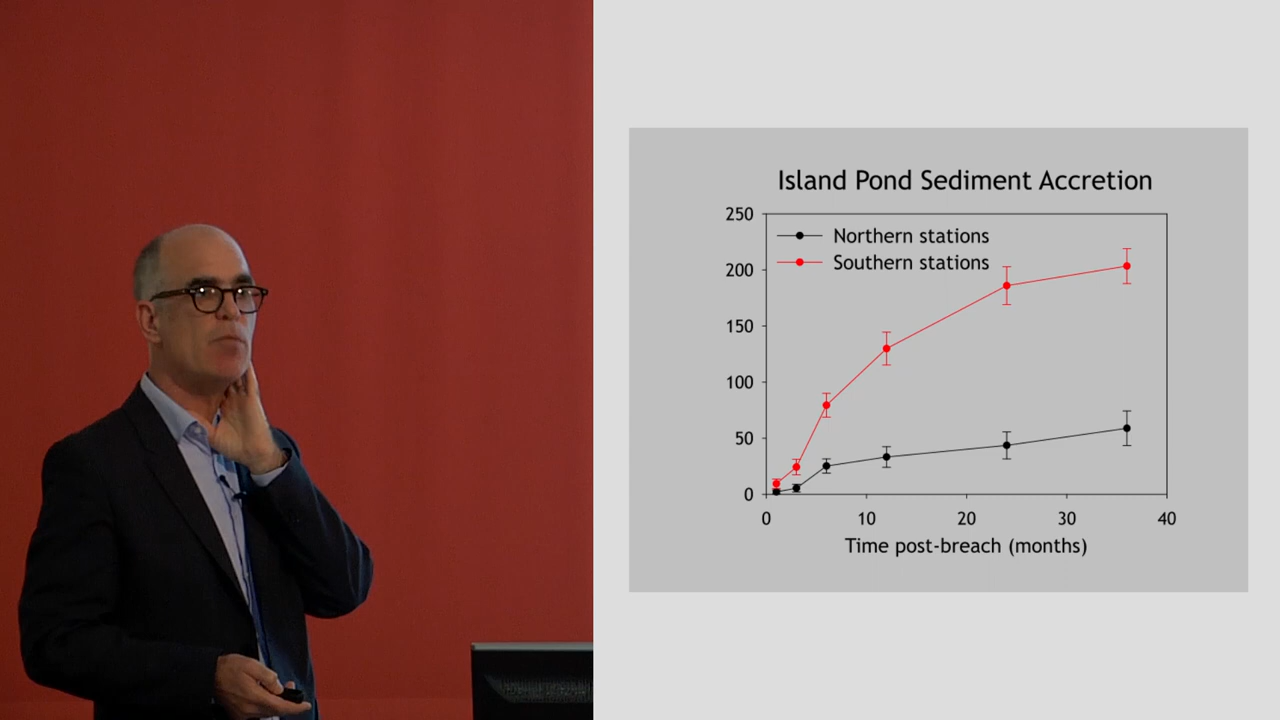 Island Pond Sediment Accretion
250
200
150
100
50
0
Northern stations
Southern stations
0 10 20 30 40
Time post-breach (months)